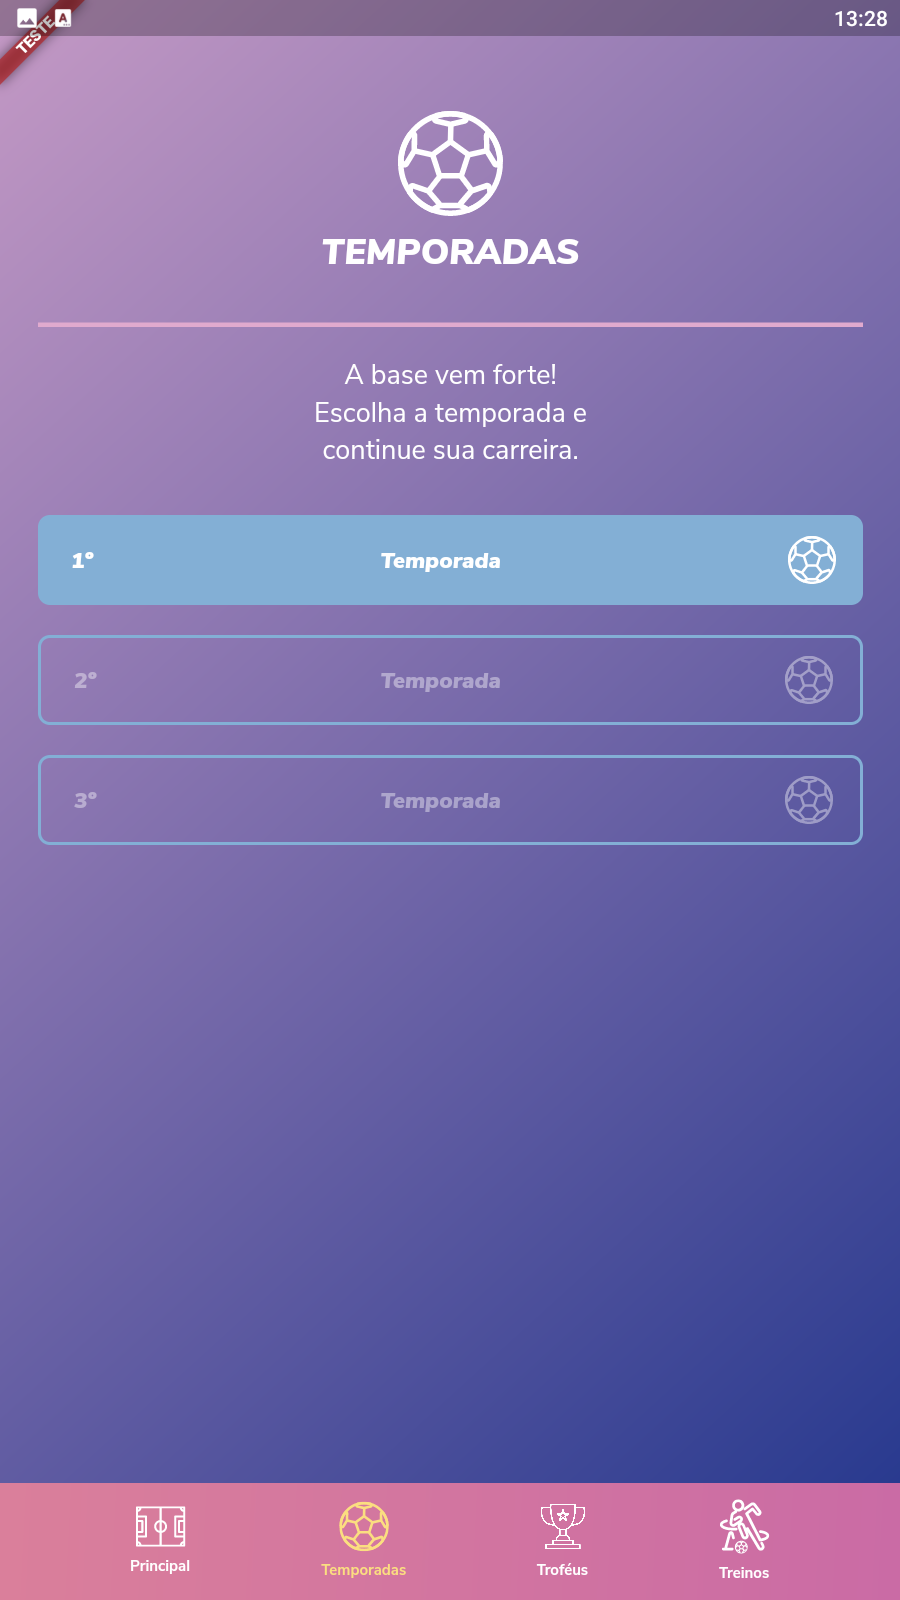 13:28
TESTE
TEMPORADAS
A base vem forte!
Escolha a temporada e
continue sua carreira.
1º Temporada
2º Temporada
3º Temporada
Principal Temporadas Troféus Treinos